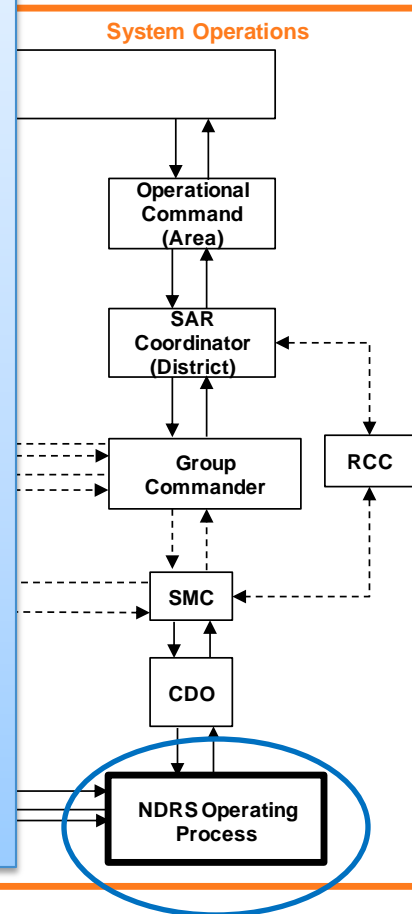 System Operations
Operational
Command
(Area)
SAR
Coordinator
(District)
Group
Commander
RCC
SMC
CDO
NDRS Operating
Process